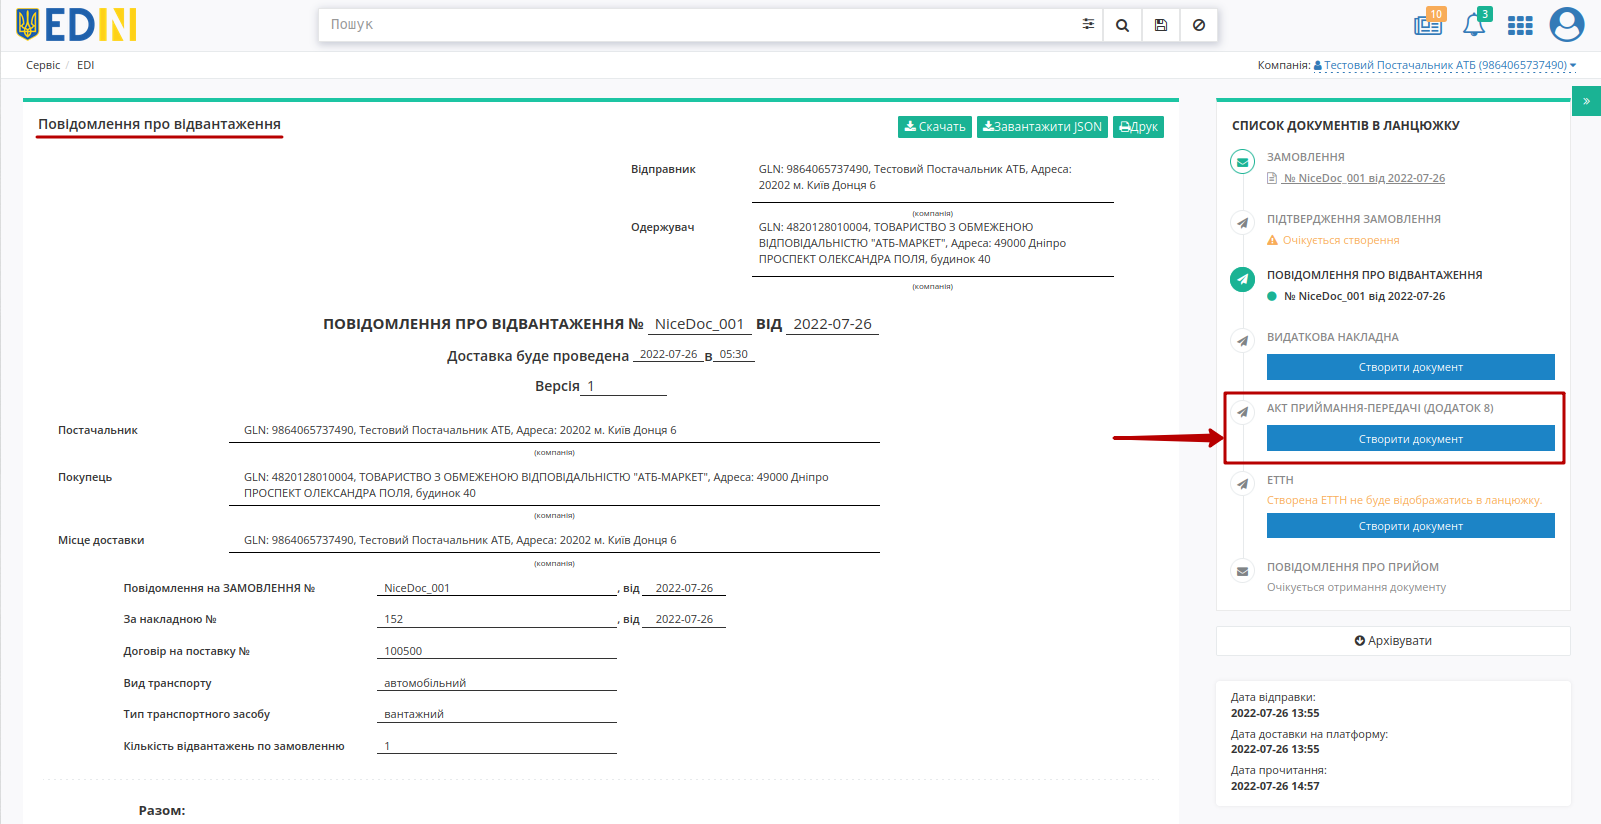 EDIN
Пошук
10
3
Сервіс / EDI
Компанія: Тестовий Постачальник АТБ (9864065737490)
»
Повідомлення про відвантаження
Скачать
Завантажити JSON
Друк
Відправник
GLN: 9864065737490, Тестовий Постачальник АТБ, Адреса:
20202 м. Київ Донця 6
(компанія)
Одержувач
GLN: 4820128010004, ТОВАРИСТВО З ОБМЕЖЕНОЮ
ВІДПОВІДАЛЬНІСТЮ "АТБ-МАРКЕТ", Адреса: 49000 Дніпро
ПРОСПЕКТ ОЛЕКСАНДРА ПОЛЯ, будинок 40
(компанія)
ПОВІДОМЛЕННЯ ПРО ВІДВАНТАЖЕННЯ № NiceDoc_001 ВІД 2022-07-26
Доставка буде проведена 2022-07-26 в 05:30
Версія 1
Постачальник
GLN: 9864065737490, Тестовий Постачальник АТБ, Адреса: 20202 м. Київ Донця 6
(компанія)
Покупець
GLN: 4820128010004, ТОВАРИСТВО З ОБМЕЖЕНОЮ ВІДПОВІДАЛЬНІСТЮ "АТБ-МАРКЕТ", Адреса: 49000 Дніпро
ПРОСПЕКТ ОЛЕКСАНДРА ПОЛЯ, будинок 40
(компанія)
Місце доставки
GLN: 9864065737490, Тестовий Постачальник АТБ, Адреса: 20202 м. Київ Донця 6
(компанія)
Повідомлення на ЗАМОВЛЕННЯ № NiceDoc_001 , від 2022-07-26
За накладною № 152 , від 2022-07-26
Договір на поставку № 100500
Вид транспорту автомобільний
Тип транспортного засобу вантажний
Кількість відвантажень по замовленню 1
Разом:
СПИСОК ДОКУМЕНТІВ В ЛАНЦЮЖКУ
ЗАМОВЛЕННЯ
№ NiceDoc_001 від 2022-07-26
ПІДТВЕРДЖЕННЯ ЗАМОВЛЕННЯ
Очікується створення
ПОВІДОМЛЕННЯ ПРО ВІДВАНТАЖЕННЯ
№ NiceDoc_001 від 2022-07-26
ВИДАТКОВА НАКЛАДНА
Створити документ
АКТ ПРИЙМАННЯ-ПЕРЕДАЧІ (ДОДАТОК 8)
Створити документ
ЕТТН
Створена ЕТТН не буде відображатись в ланцюжку.
Створити документ
ПОВІДОМЛЕННЯ ПРО ПРИЙОМ
Очікується отримання документу
Архівувати
Дата відправки:
2022-07-26 13:55
Дата доставки на платформу:
2022-07-26 13:55
Дата прочитання:
2022-07-26 14:57